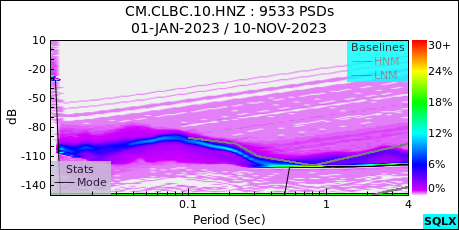 CM.CLBC.10.HNZ : 9533 PSDs
01-JAN-2023 / 10-NOV-2023
Baselines
HNM
LNM
10
-20
-50
-80
-110
-140
dB
30+
24%
18%
12%
6%
0%
Stats
Mode
0.1
1
4
Period (Sec)
SQLX